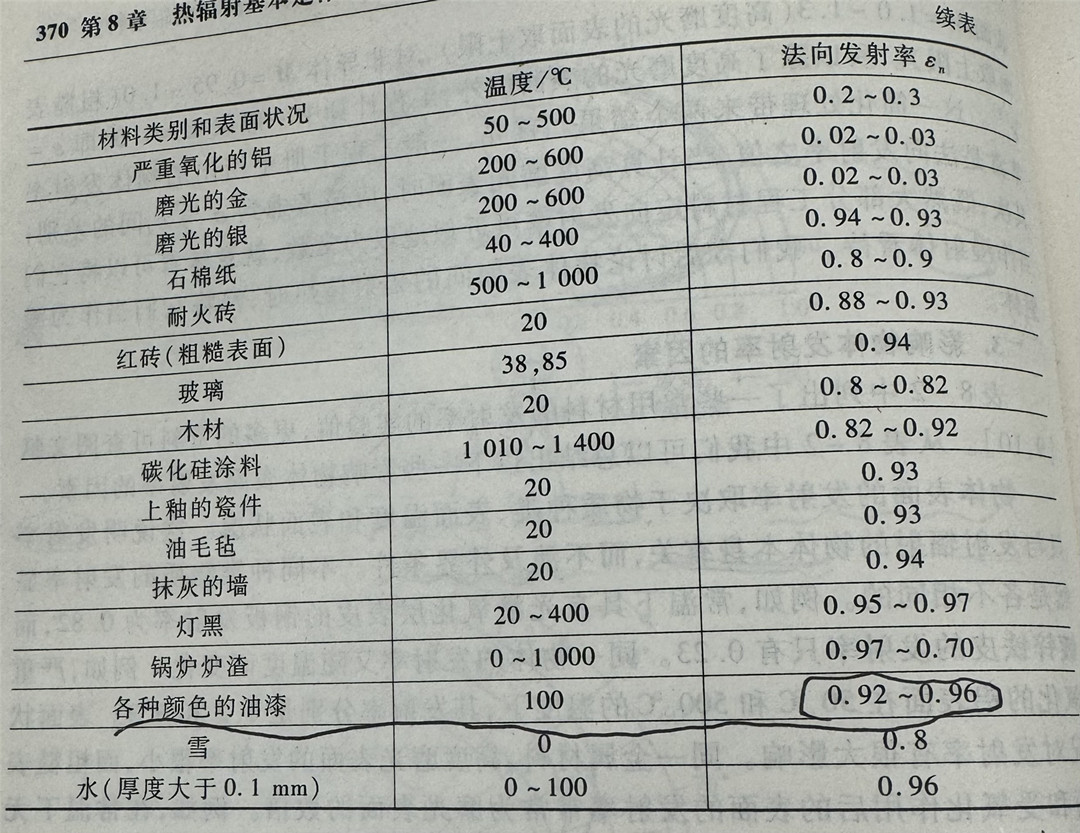 370 第8章 热辐射基本定律
续表
材料类别和表面状况 温度/℃ 法向发射率 εn
严重氧化的铝 50~500 0.2~0.3
磨光的金 200~600 0.02~0.03
磨光的银 200~600 0.02~0.03
石棉纸 40~400 0.94~0.93
耐火砖 500~1 000 0.8~0.9
红砖(粗糙表面) 20 0.88~0.93
玻璃 38,85 0.94
木材 20 0.8~0.82
碳化硅涂料 1 010~1 400 0.82~0.92
上釉的瓷件 20 0.93
油毛毡 20 0.93
抹灰的墙 20 0.94
灯黑 20~400 0.95~0.97
锅炉炉渣 0~1 000 0.97~0.70
各种颜色的油漆 100 0.92~0.96
雪 0 0.8
水(厚度大于0.1 mm) 0~100 0.96